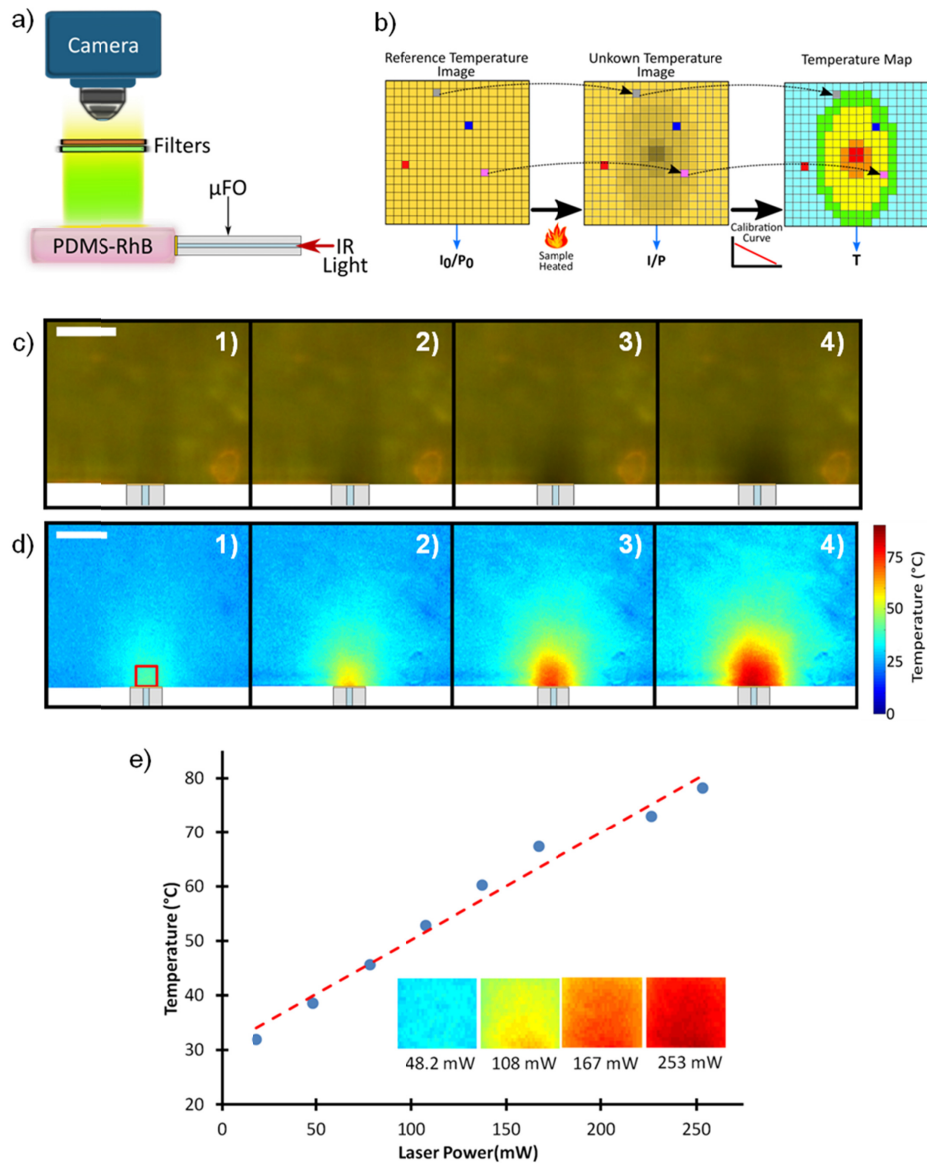 a)
Camera
Filters
µFO
PDMS-RhB
IR
Light
b)
Reference Temperature
Image
Unkown Temperature
Image
Temperature Map
Sample
Heated
Calibration
Curve
I0/P0
I/P
T
c)
1)
2)
3)
4)
d)
1)
2)
3)
4)
75
50
25
0
Temperature (°C)
e)
80
70
60
50
40
30
20
Temperature (°C)
48.2 mW
108 mW
167 mW
253 mW
0
50
100
150
200
250
Laser Power(mW)